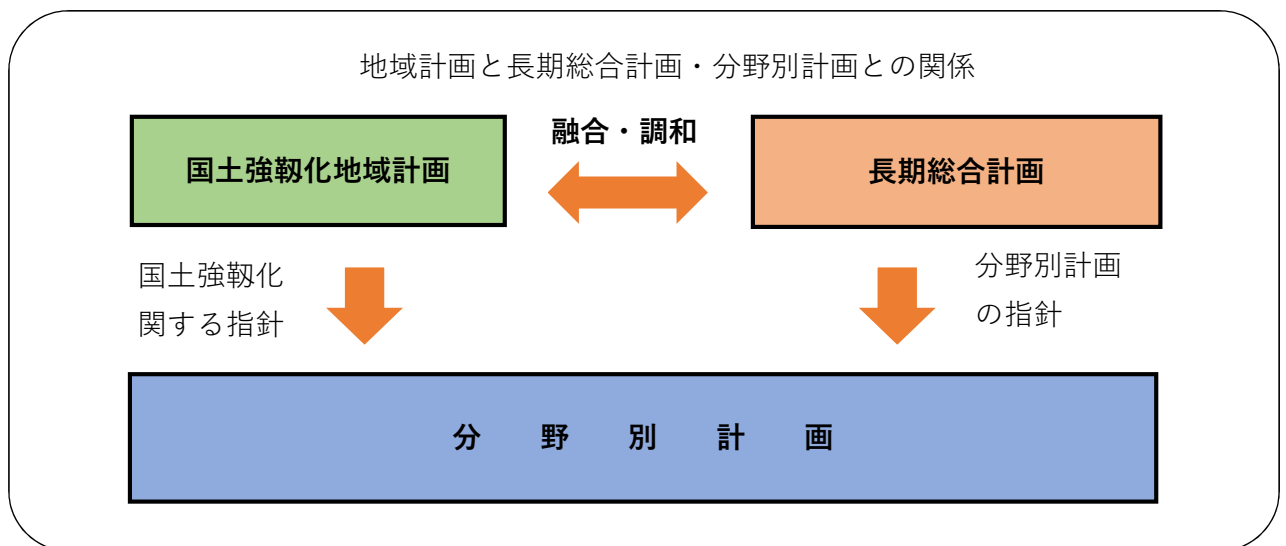 地域計画と長期総合計画・分野別計画との関係
融合・調和
国土強靱化地域計画
長期総合計画
国土強靱化
関する指針
分野別計画
の指針
分野別計画